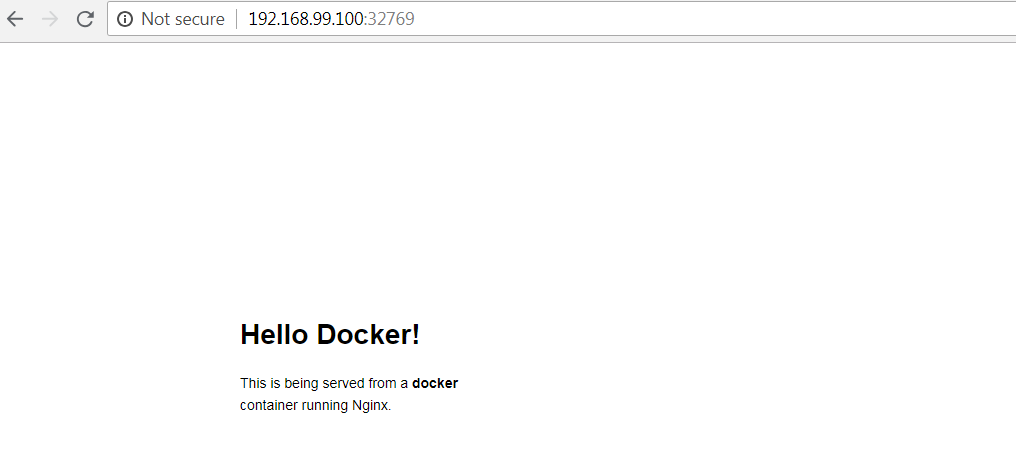 Not secure 192.168.99.100:32769
Hello Docker!
This is being served from a docker
container running Nginx.